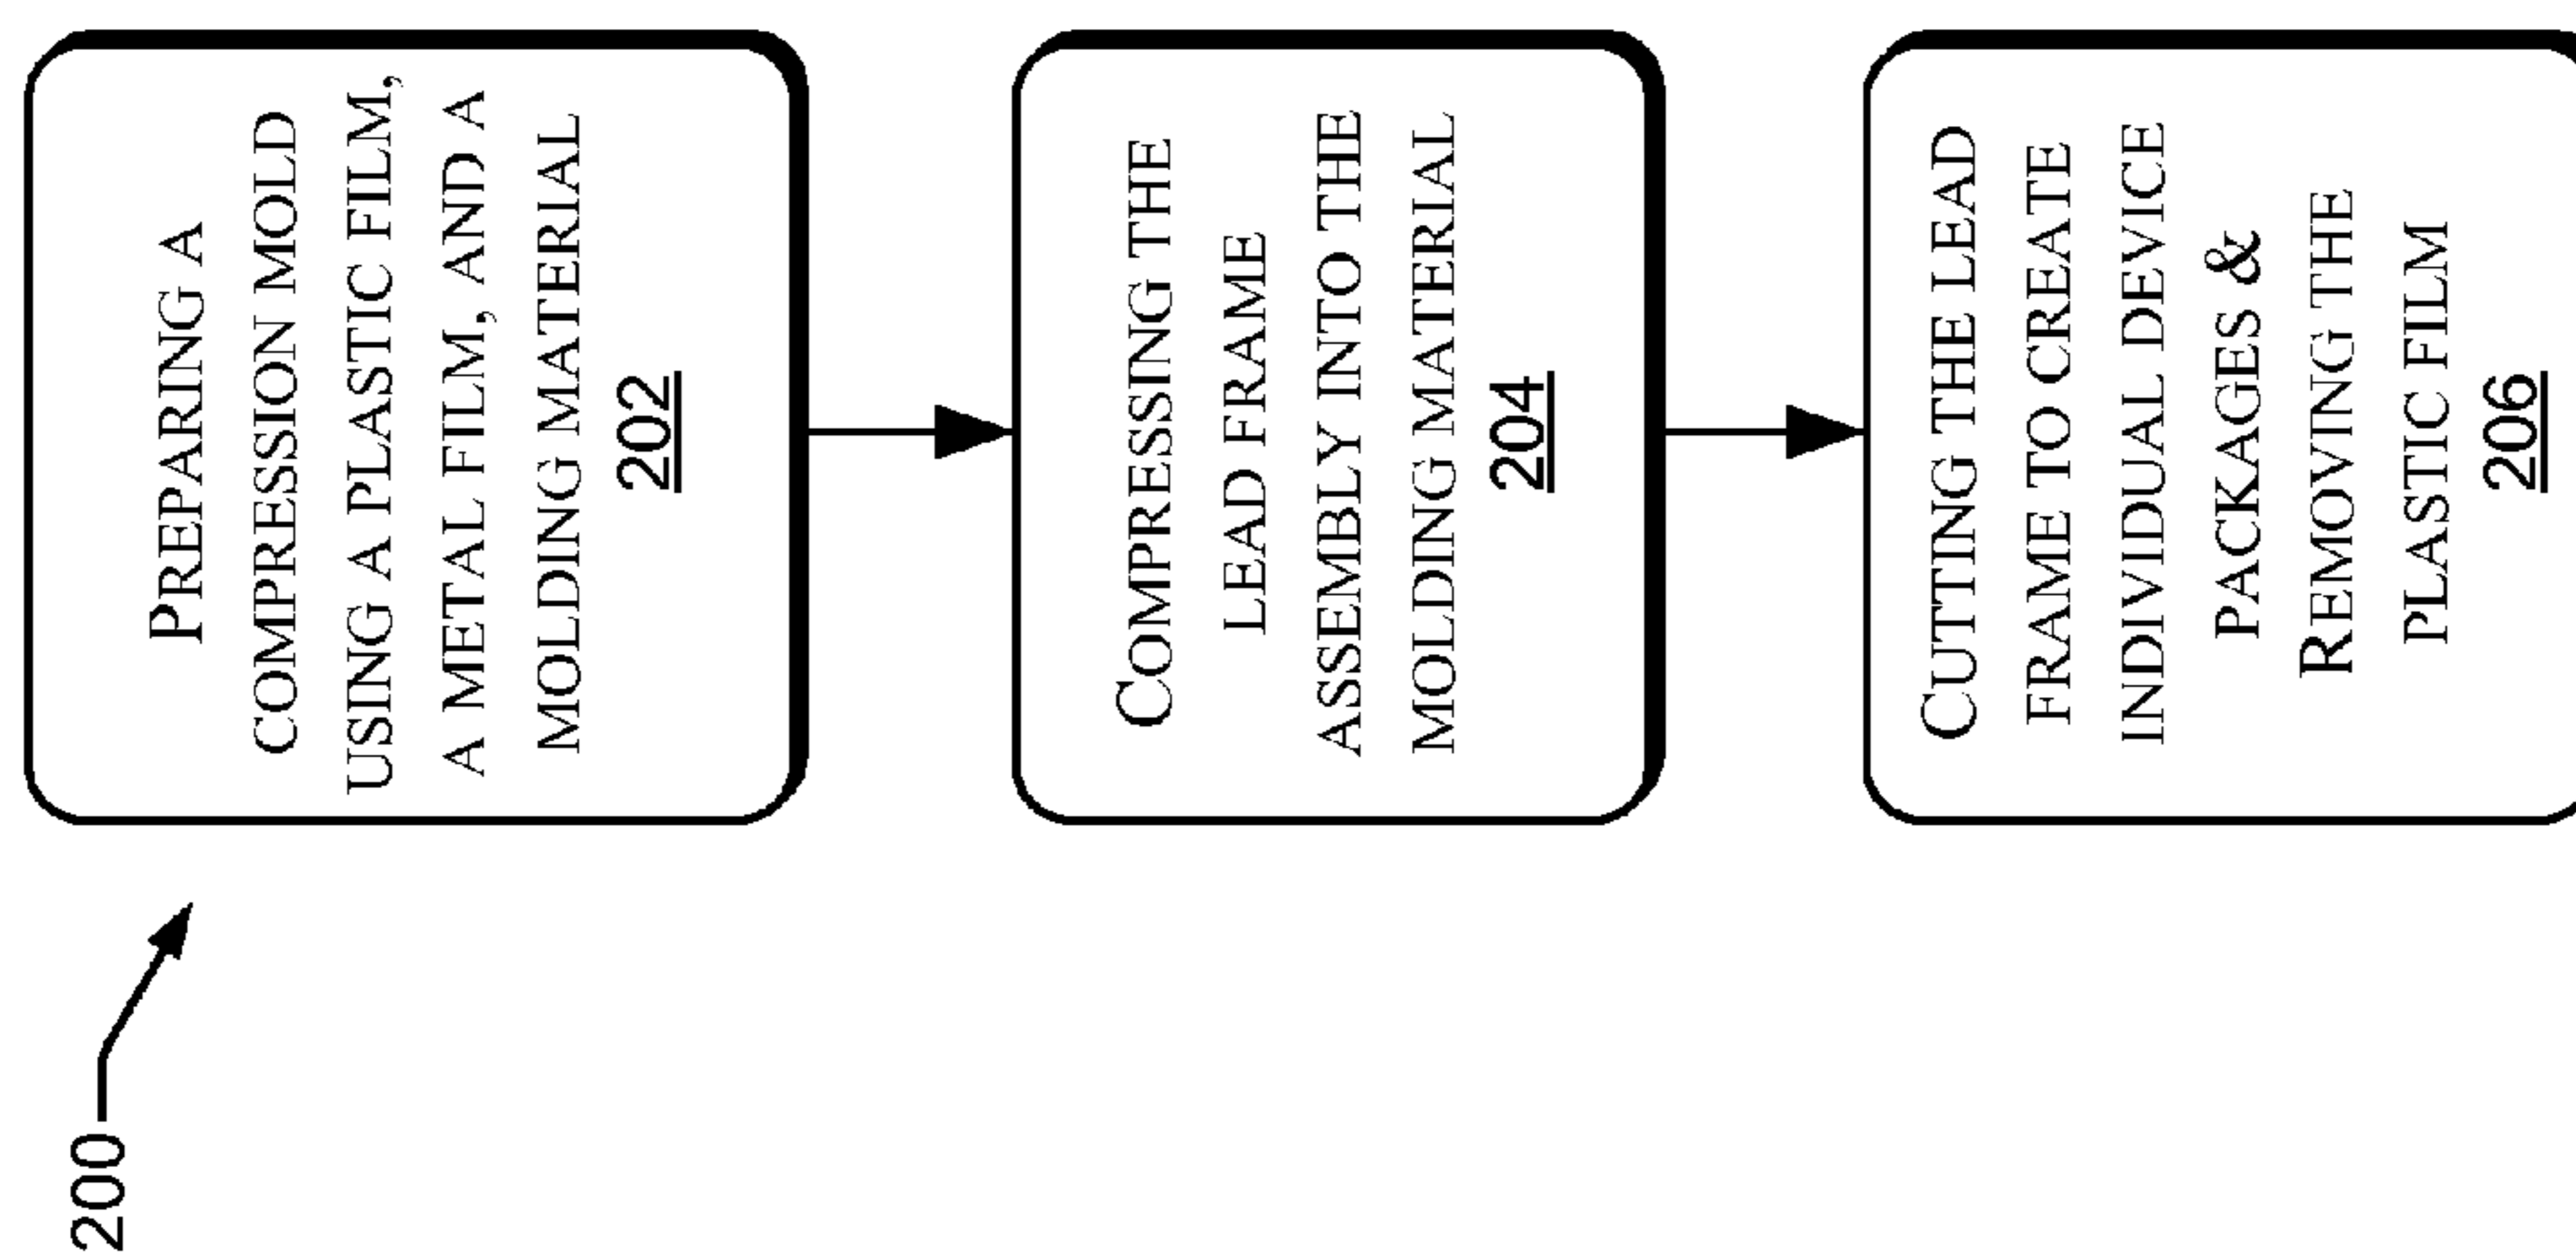 200
PREPARING A
COMPRESSION MOLD
USING A PLASTIC FILM,
A METAL FILM, AND A
MOLDING MATERIAL
202
COMPRESSING THE
LEAD FRAME
ASSEMBLY INTO THE
MOLDING MATERIAL
204
CUTTING THE LEAD
FRAME TO CREATE
INDIVIDUAL DEVICE
PACKAGES &
REMOVING THE
PLASTIC FILM
206